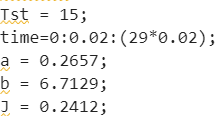 Tst = 15;
time=0:0.02:(29*0.02);
a = 0.2657;
b = 6.7129;
J = 0.2412;